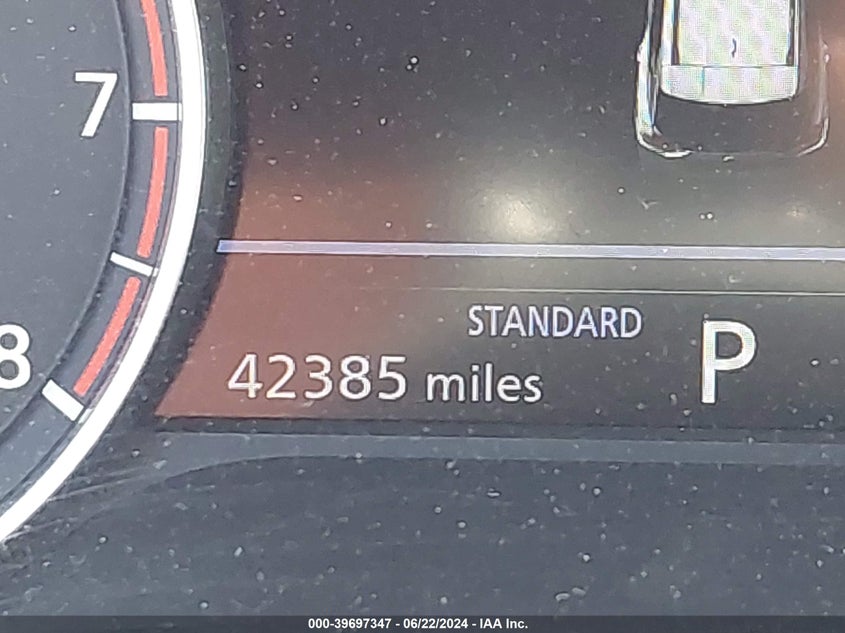 7
STANDARD
P
8
42385 miles
000-39697347 - 06/22/2024 - IAA Inc.